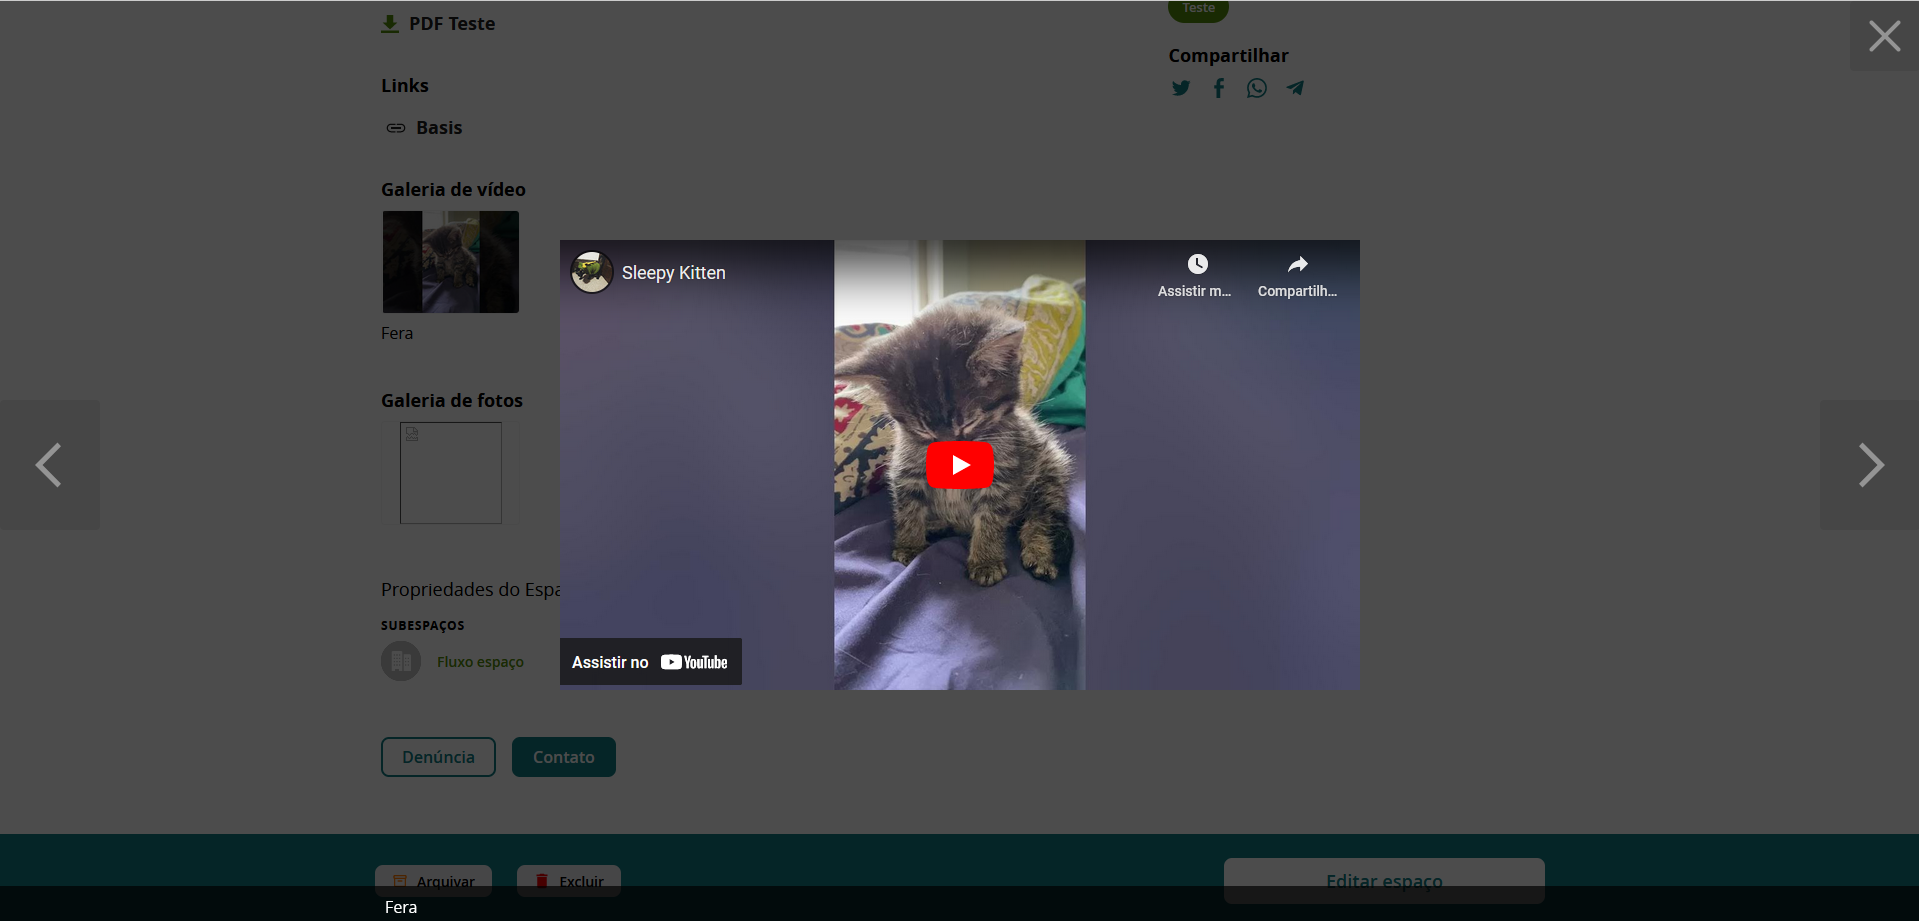 PDF Teste
Teste
Compartilhar
Links
Basis
Galeria de vídeo
Fera
Sleepy Kitten
Assistir m...
Compartilh...
Galeria de fotos
Propriedades do Espa
SUBESPAÇOS
Fluxo espaço
Assistir no YouTube
Denúncia
Contato
Arquivar
Excluir
Editar espaço
Fera